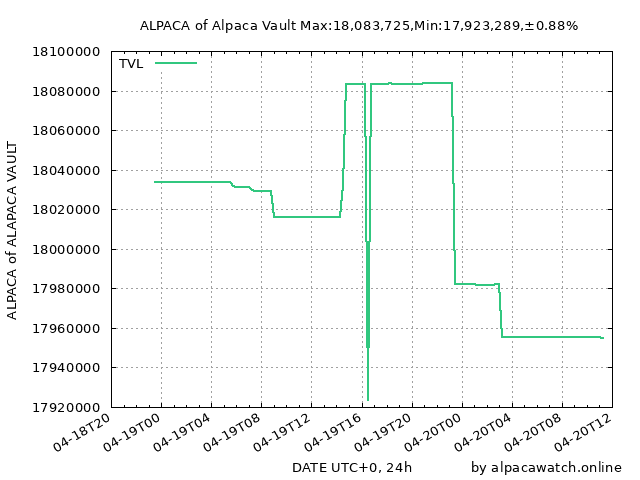 ALPACA of Alpaca Vault Max:18,083,725,Min:17,923,289,±0.88%
TVL
18100000
18080000
18060000
18040000
18020000
18000000
17980000
17960000
17940000
17920000
ALPACA of ALAPACA VAULT
04-18T20
04-19T00
04-19T04
04-19T08
04-19T12
04-19T16
04-19T20
04-20T00
04-20T04
04-20T08
04-20T12
DATE UTC+0, 24h
by alpacawatch.online